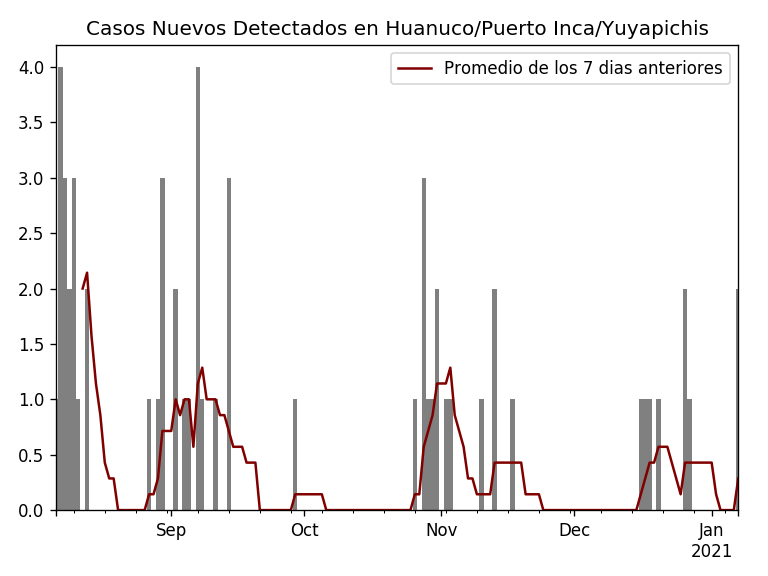 Casos Nuevos Detectados en Huanuco/Puerto Inca/Yuyapichis
Promedio de los 7 dias anteriores
4.0
3.5
3.0
2.5
2.0
1.5
1.0
0.5
0.0
Sep
Oct
Nov
Dec
Jan
2021